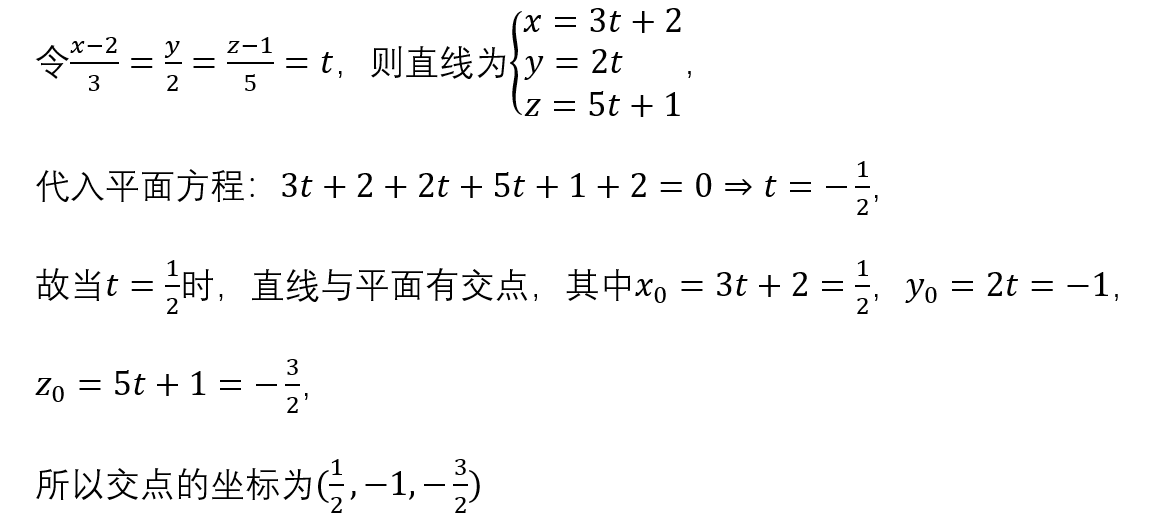 令\frac{x-2}{3}=\frac{y}{2}=\frac{z-1}{5}=t，则直线为\begin{cases}x=3t+2\\y=2t\\z=5t+1\end{cases}，
代入平面方程：3t+2+2t+5t+1+2=0⇒t=-\frac{1}{2},
故当t=\frac{1}{2}时，直线与平面有交点，其中x_0=3t+2=\frac{1}{2}，y_0=2t=-1,
z_0=5t+1=-\frac{3}{2},
所以交点的坐标为(\frac{1}{2},-1,-\frac{3}{2})